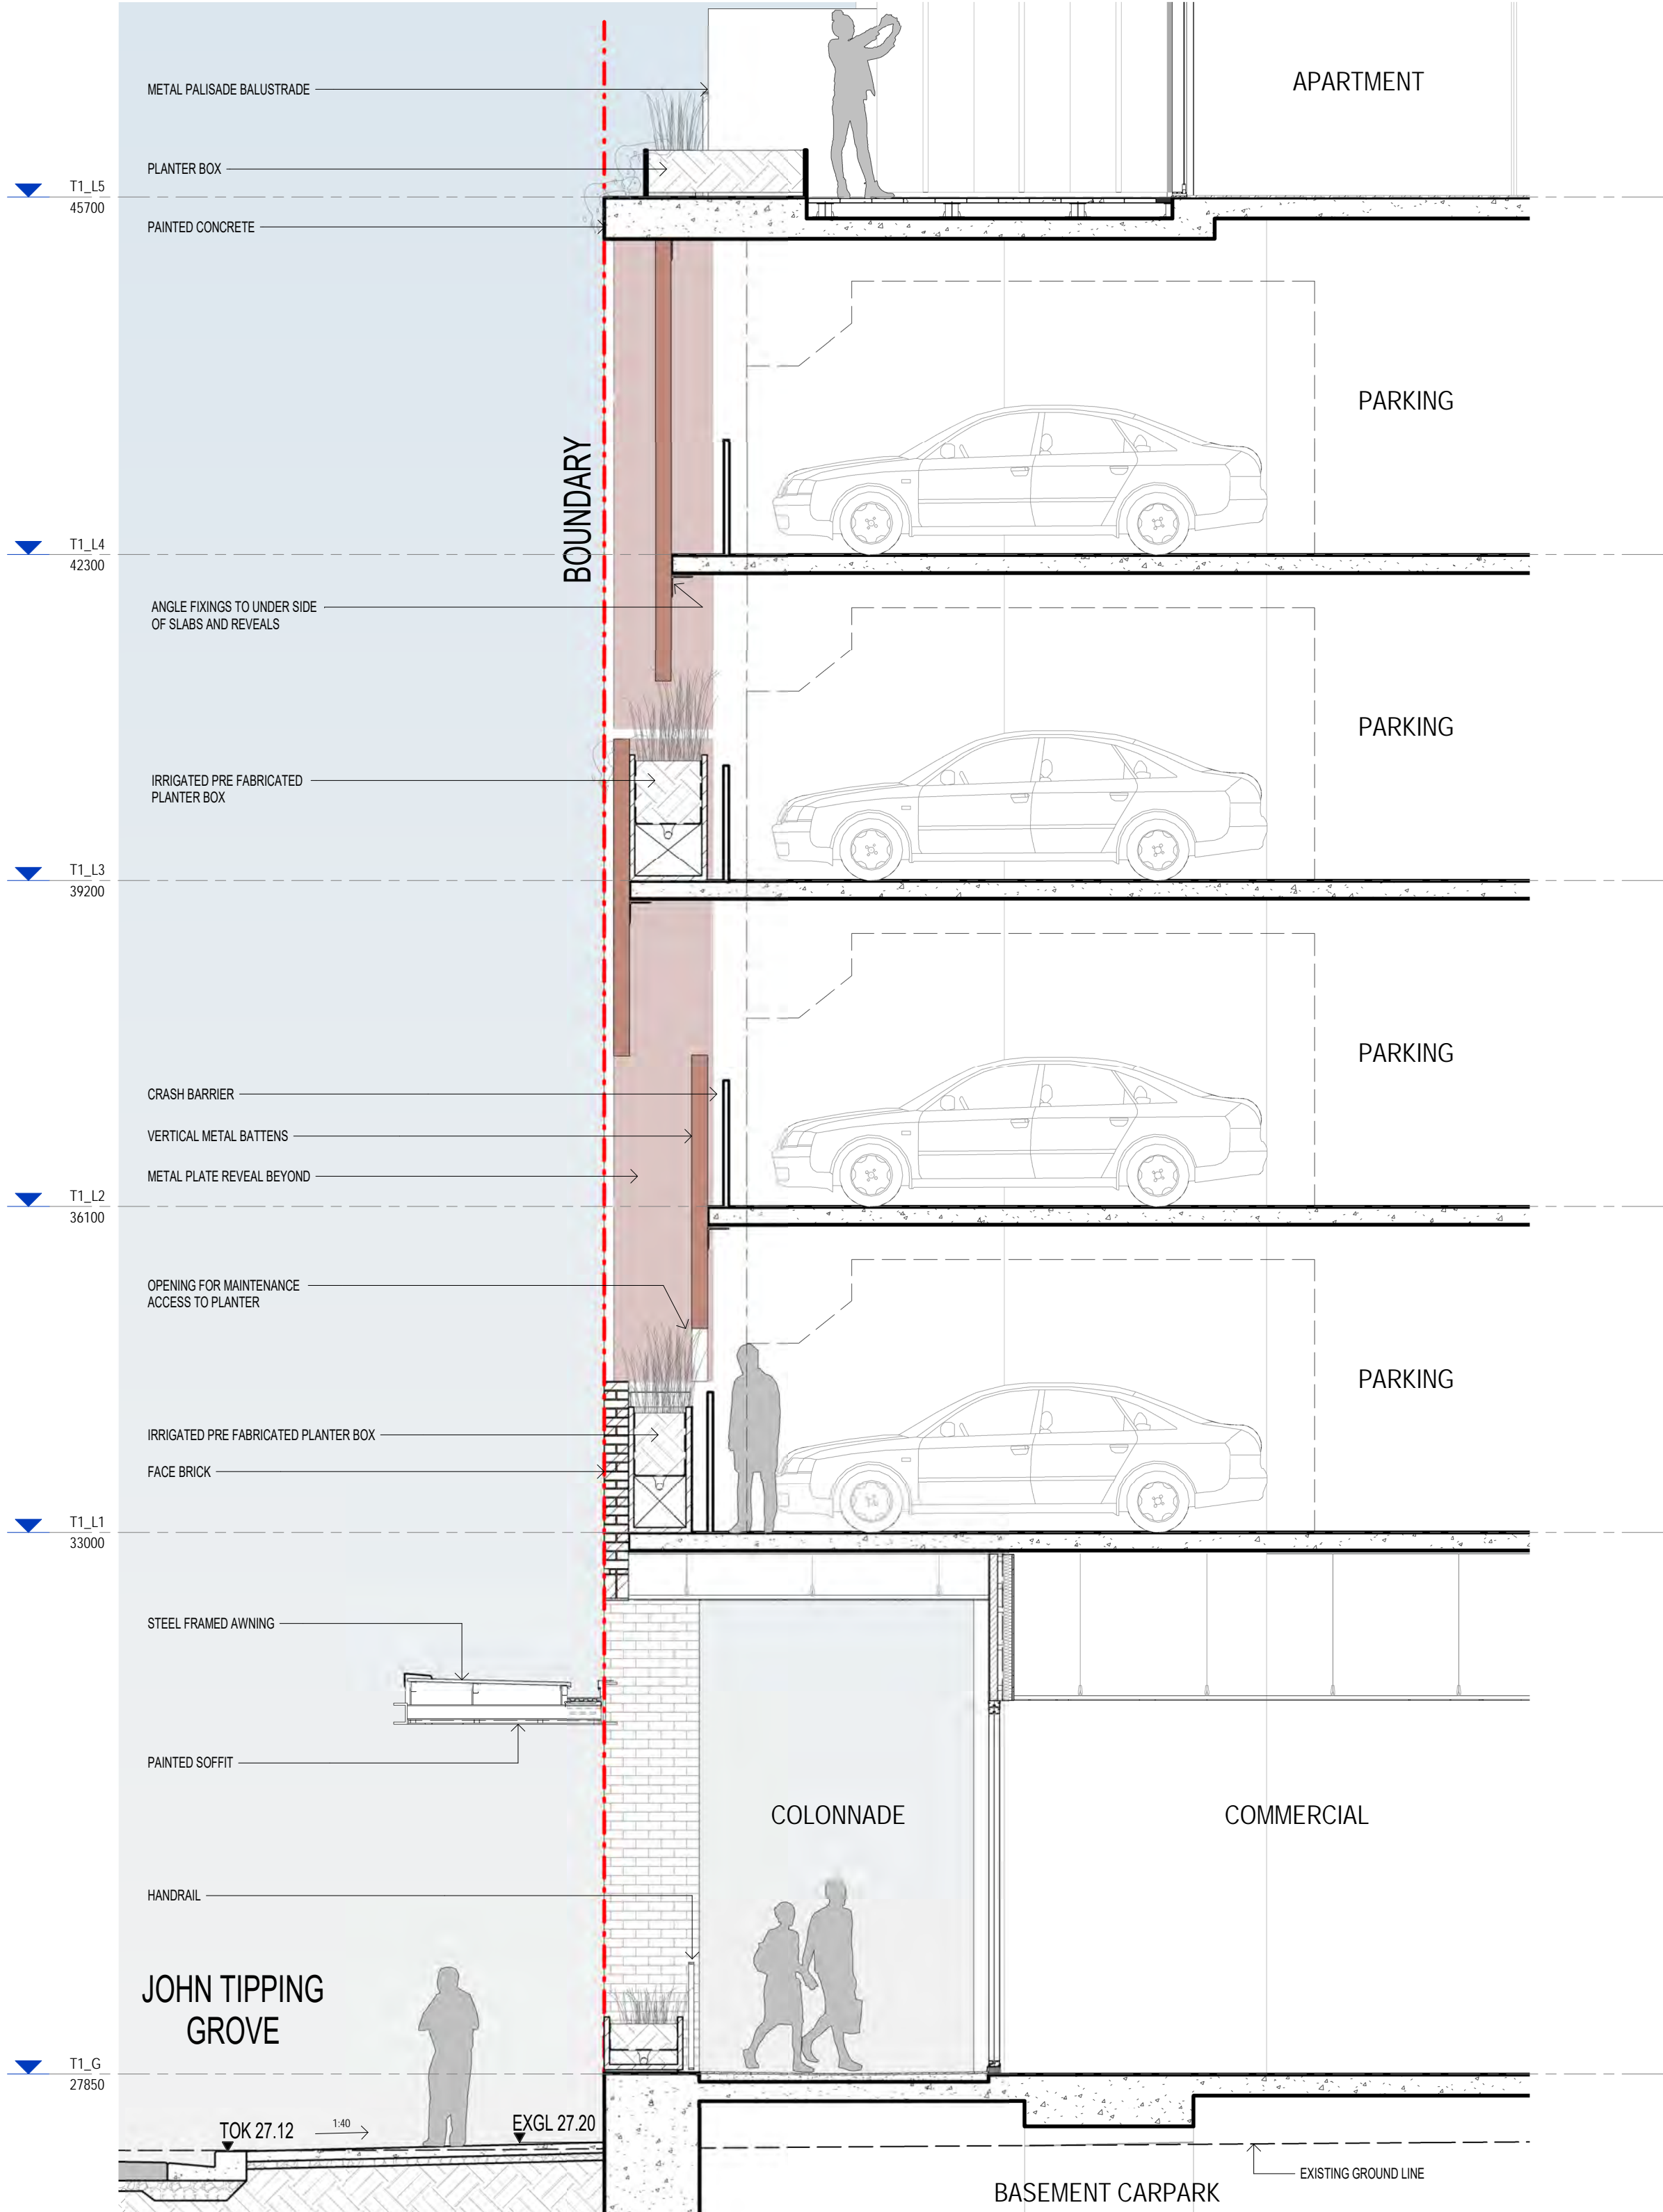 METAL PALISADE BALUSTRADE
APARTMENT
PLANTER BOX
T1_L5
45700
PAINTED CONCRETE
PARKING
BOUNDARY
T1_L4
42300
ANGLE FIXINGS TO UNDER SIDE
OF SLABS AND REVEALS
PARKING
IRRIGATED PRE FABRICATED
PLANTER BOX
T1_L3
39200
PARKING
CRASH BARRIER
VERTICAL METAL BATTENS
METAL PLATE REVEAL BEYOND
T1_L2
36100
OPENING FOR MAINTENANCE
ACCESS TO PLANTER
PARKING
IRRIGATED PRE FABRICATED PLANTER BOX
FACE BRICK
T1_L1
33000
STEEL FRAMED AWNING
PAINTED SOFFIT
COLONNADE
COMMERCIAL
HANDRAIL
JOHN TIPPING
GROVE
T1_G
27850
TOK 27.12
1:40
EXGL 27.20
EXISTING GROUND LINE
BASEMENT CARPARK